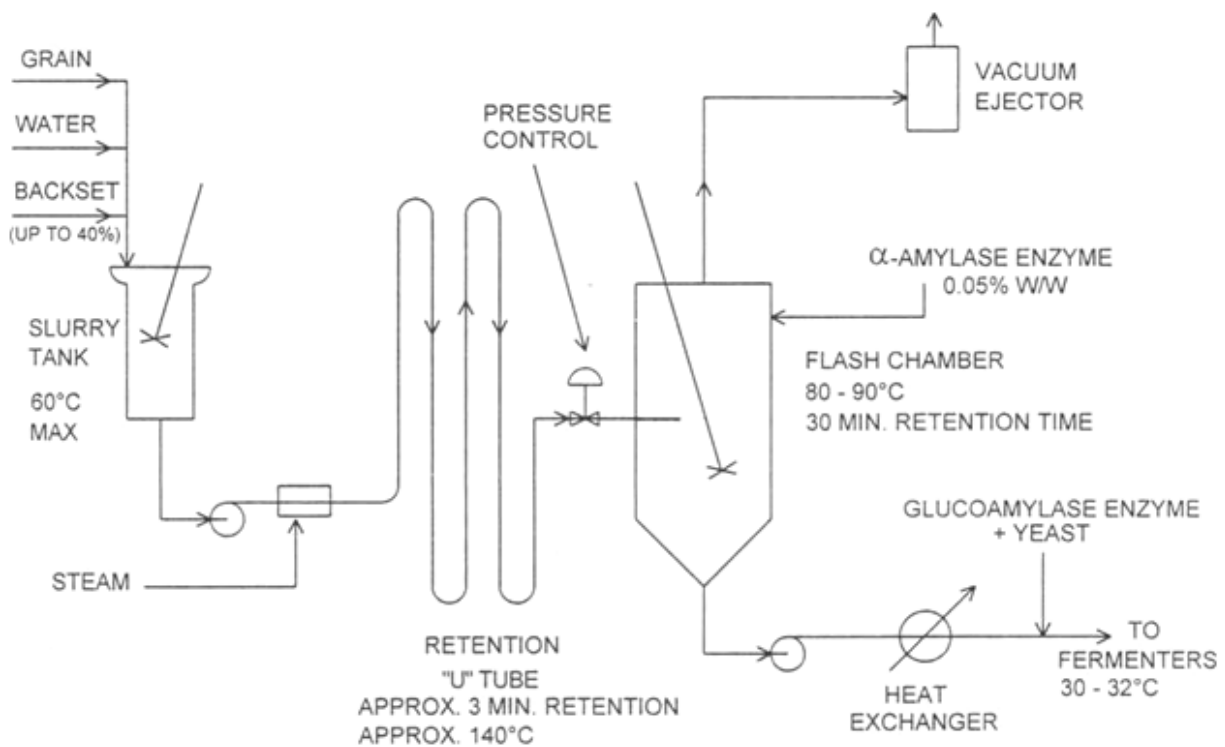 GRAIN
WATER
BACKSET
(UP TO 40%)
SLURRY
TANK
60°C
MAX
STEAM
PRESSURE
CONTROL
RETENTION
"U" TUBE
APPROX. 3 MIN. RETENTION
APPROX. 140°C
VACUUM
EJECTOR
α-AMYLASE ENZYME
0.05% W/W
FLASH CHAMBER
80 - 90°C
30 MIN. RETENTION TIME
GLUCOAMYLASE ENZYME
+ YEAST
HEAT
EXCHANGER
TO
FERMENTERS
30 - 32°C